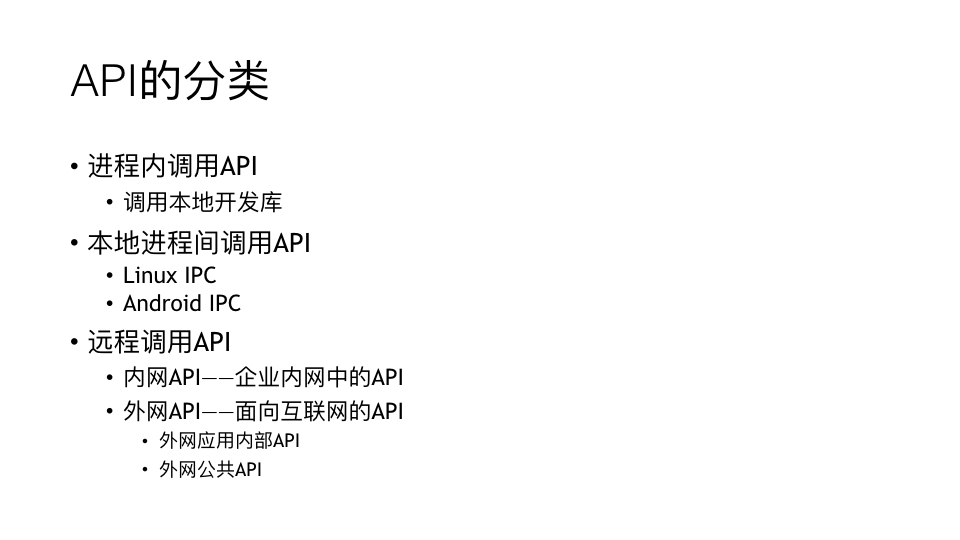 API的分类
• 进程内调用API
• 调用本地开发库
• 本地进程间调用API
• Linux IPC
• Android IPC
• 远程调用API
• 内网API——企业内网中的API
• 外网API——面向互联网的API
• 外网应用内部API
• 外网公共API